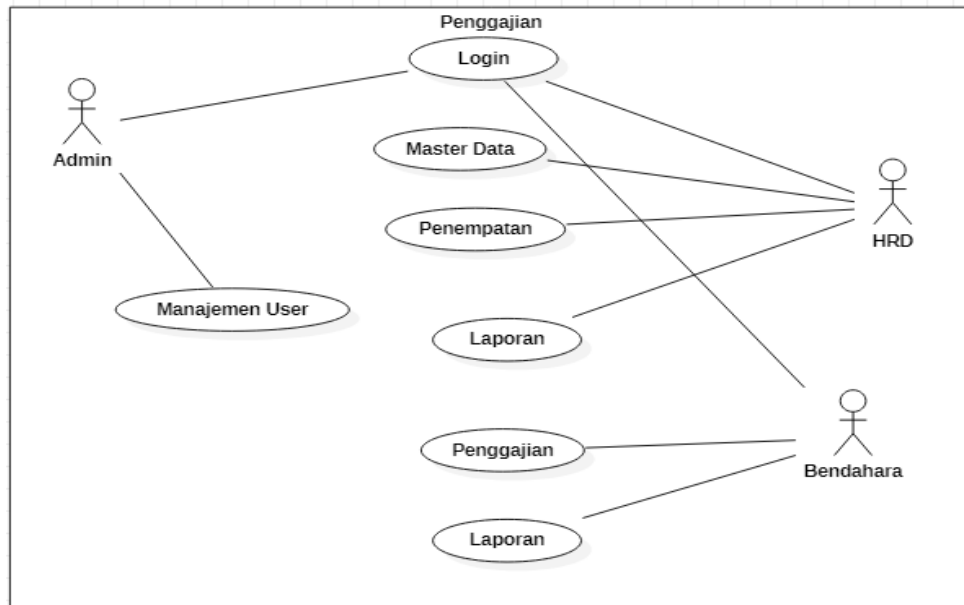 Penggajian
Login
Admin
Master Data
HRD
Penempatan
Manajemen User
Laporan
Penggajian
Bendahara
Laporan